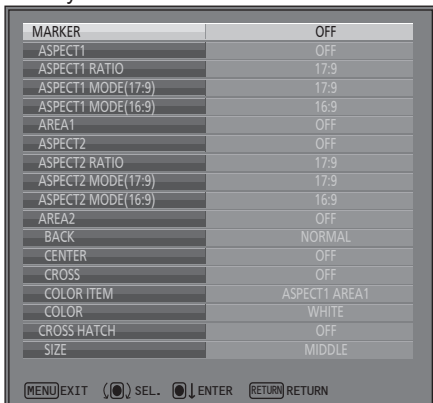 MARKER OFF
ASPECT1 OFF
ASPECT1 RATIO 17:9
ASPECT1 MODE(17:9) 17:9
ASPECT1 MODE(16:9) 16:9
AREA1 OFF
ASPECT2 OFF
ASPECT2 RATIO 17:9
ASPECT2 MODE(17:9) 17:9
ASPECT2 MODE(16:9) 16:9
AREA2 OFF
BACK NORMAL
CENTER OFF
CROSS OFF
COLOR ITEM ASPECT1 AREA1
COLOR WHITE
CROSS HATCH OFF
SIZE MIDDLE
MENU EXIT SEL. ENTER RETURN RETURN